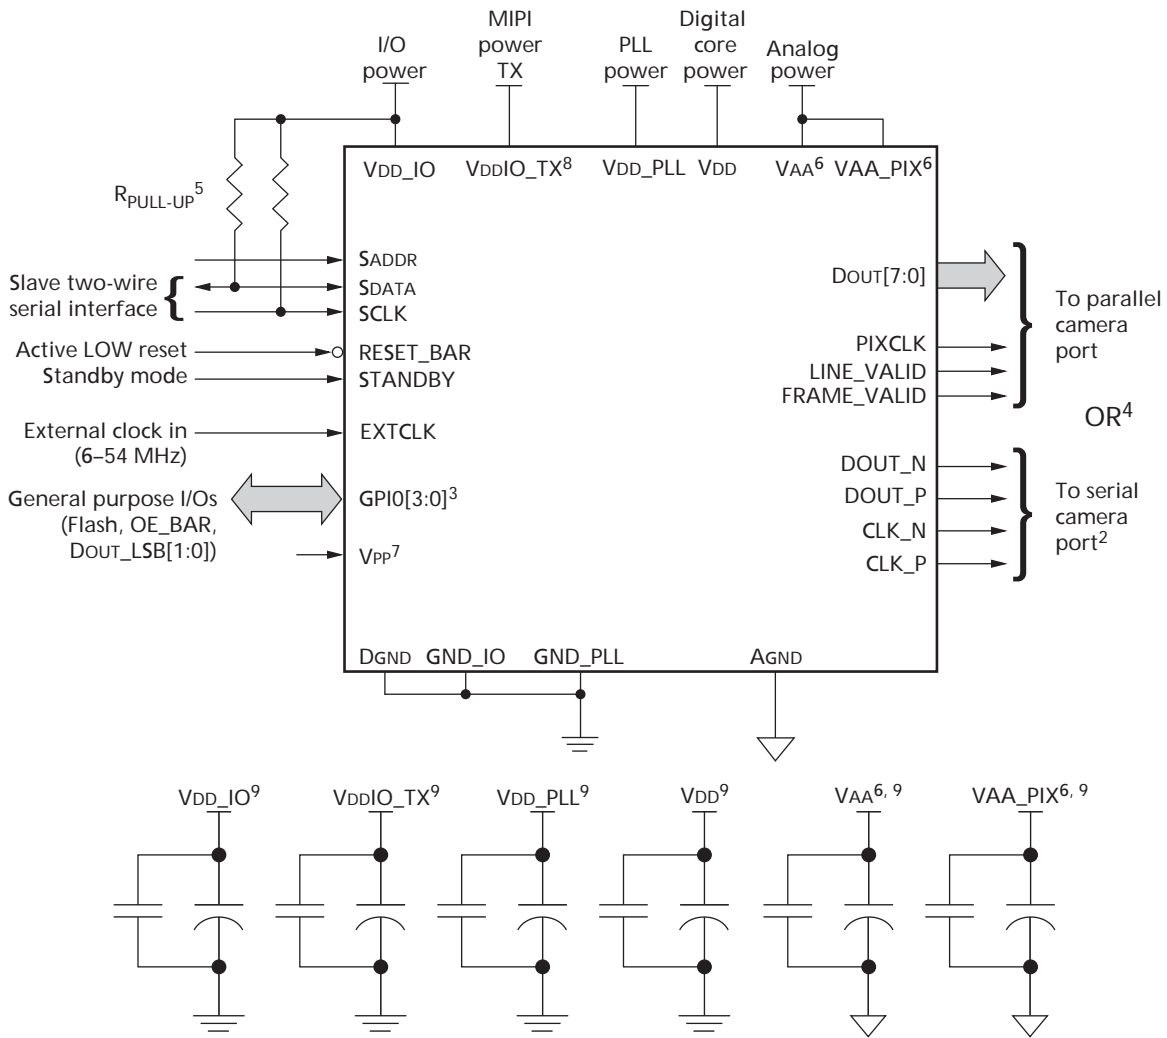 I/O
power
MIPI
power
TX
PLL
power
Digital
core
power
Analog
power
VDD_IO
VDDIO_TX8
VDD_PLL
VDD
VAA6
VAA_PIX6
RPULL-UP5
Slave two-wire
serial interface
{
SADDR
SDATA
SCLK
Active LOW reset
RESET_BAR
Standby mode
STANDBY
External clock in
(6–54 MHz)
EXTCLK
General purpose I/Os
(Flash, OE_BAR,
DOUT_LSB[1:0])
GPI0[3:0]3
VPP7
DOUT[7:0]
PIXCLK
LINE_VALID
FRAME_VALID
}
To parallel
camera
port
OR4
DOUT_N
DOUT_P
CLK_N
CLK_P
}
To serial
camera
port2
DGND
GND_IO
GND_PLL
AGND
VDD_IO9
VDDIO_TX9
VDD_PLL9
VDD9
VAA6, 9
VAA_PIX6, 9